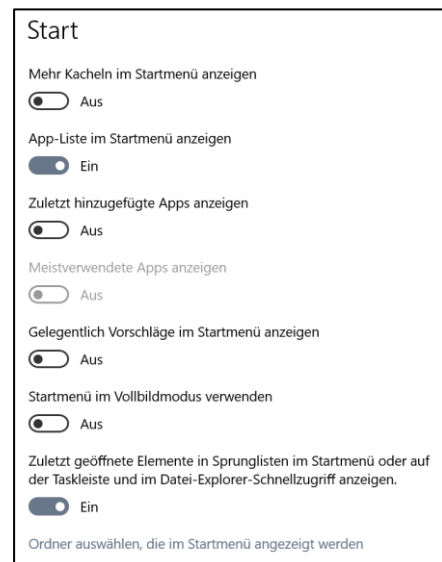 Start
Mehr Kacheln im Startmenü anzeigen
Aus
App-Liste im Startmenü anzeigen
Ein
Zuletzt hinzugefügte Apps anzeigen
Aus
Meistverwendete Apps anzeigen
Aus
Gelegentlich Vorschläge im Startmenü anzeigen
Aus
Startmenü im Vollbildmodus verwenden
Aus
Zuletzt geöffnete Elemente in Sprunglisten im Startmenü oder auf
der Taskleiste und im Datei-Explorer-Schnellzugriff anzeigen.
Ein
Ordner auswählen, die im Startmenü angezeigt werden